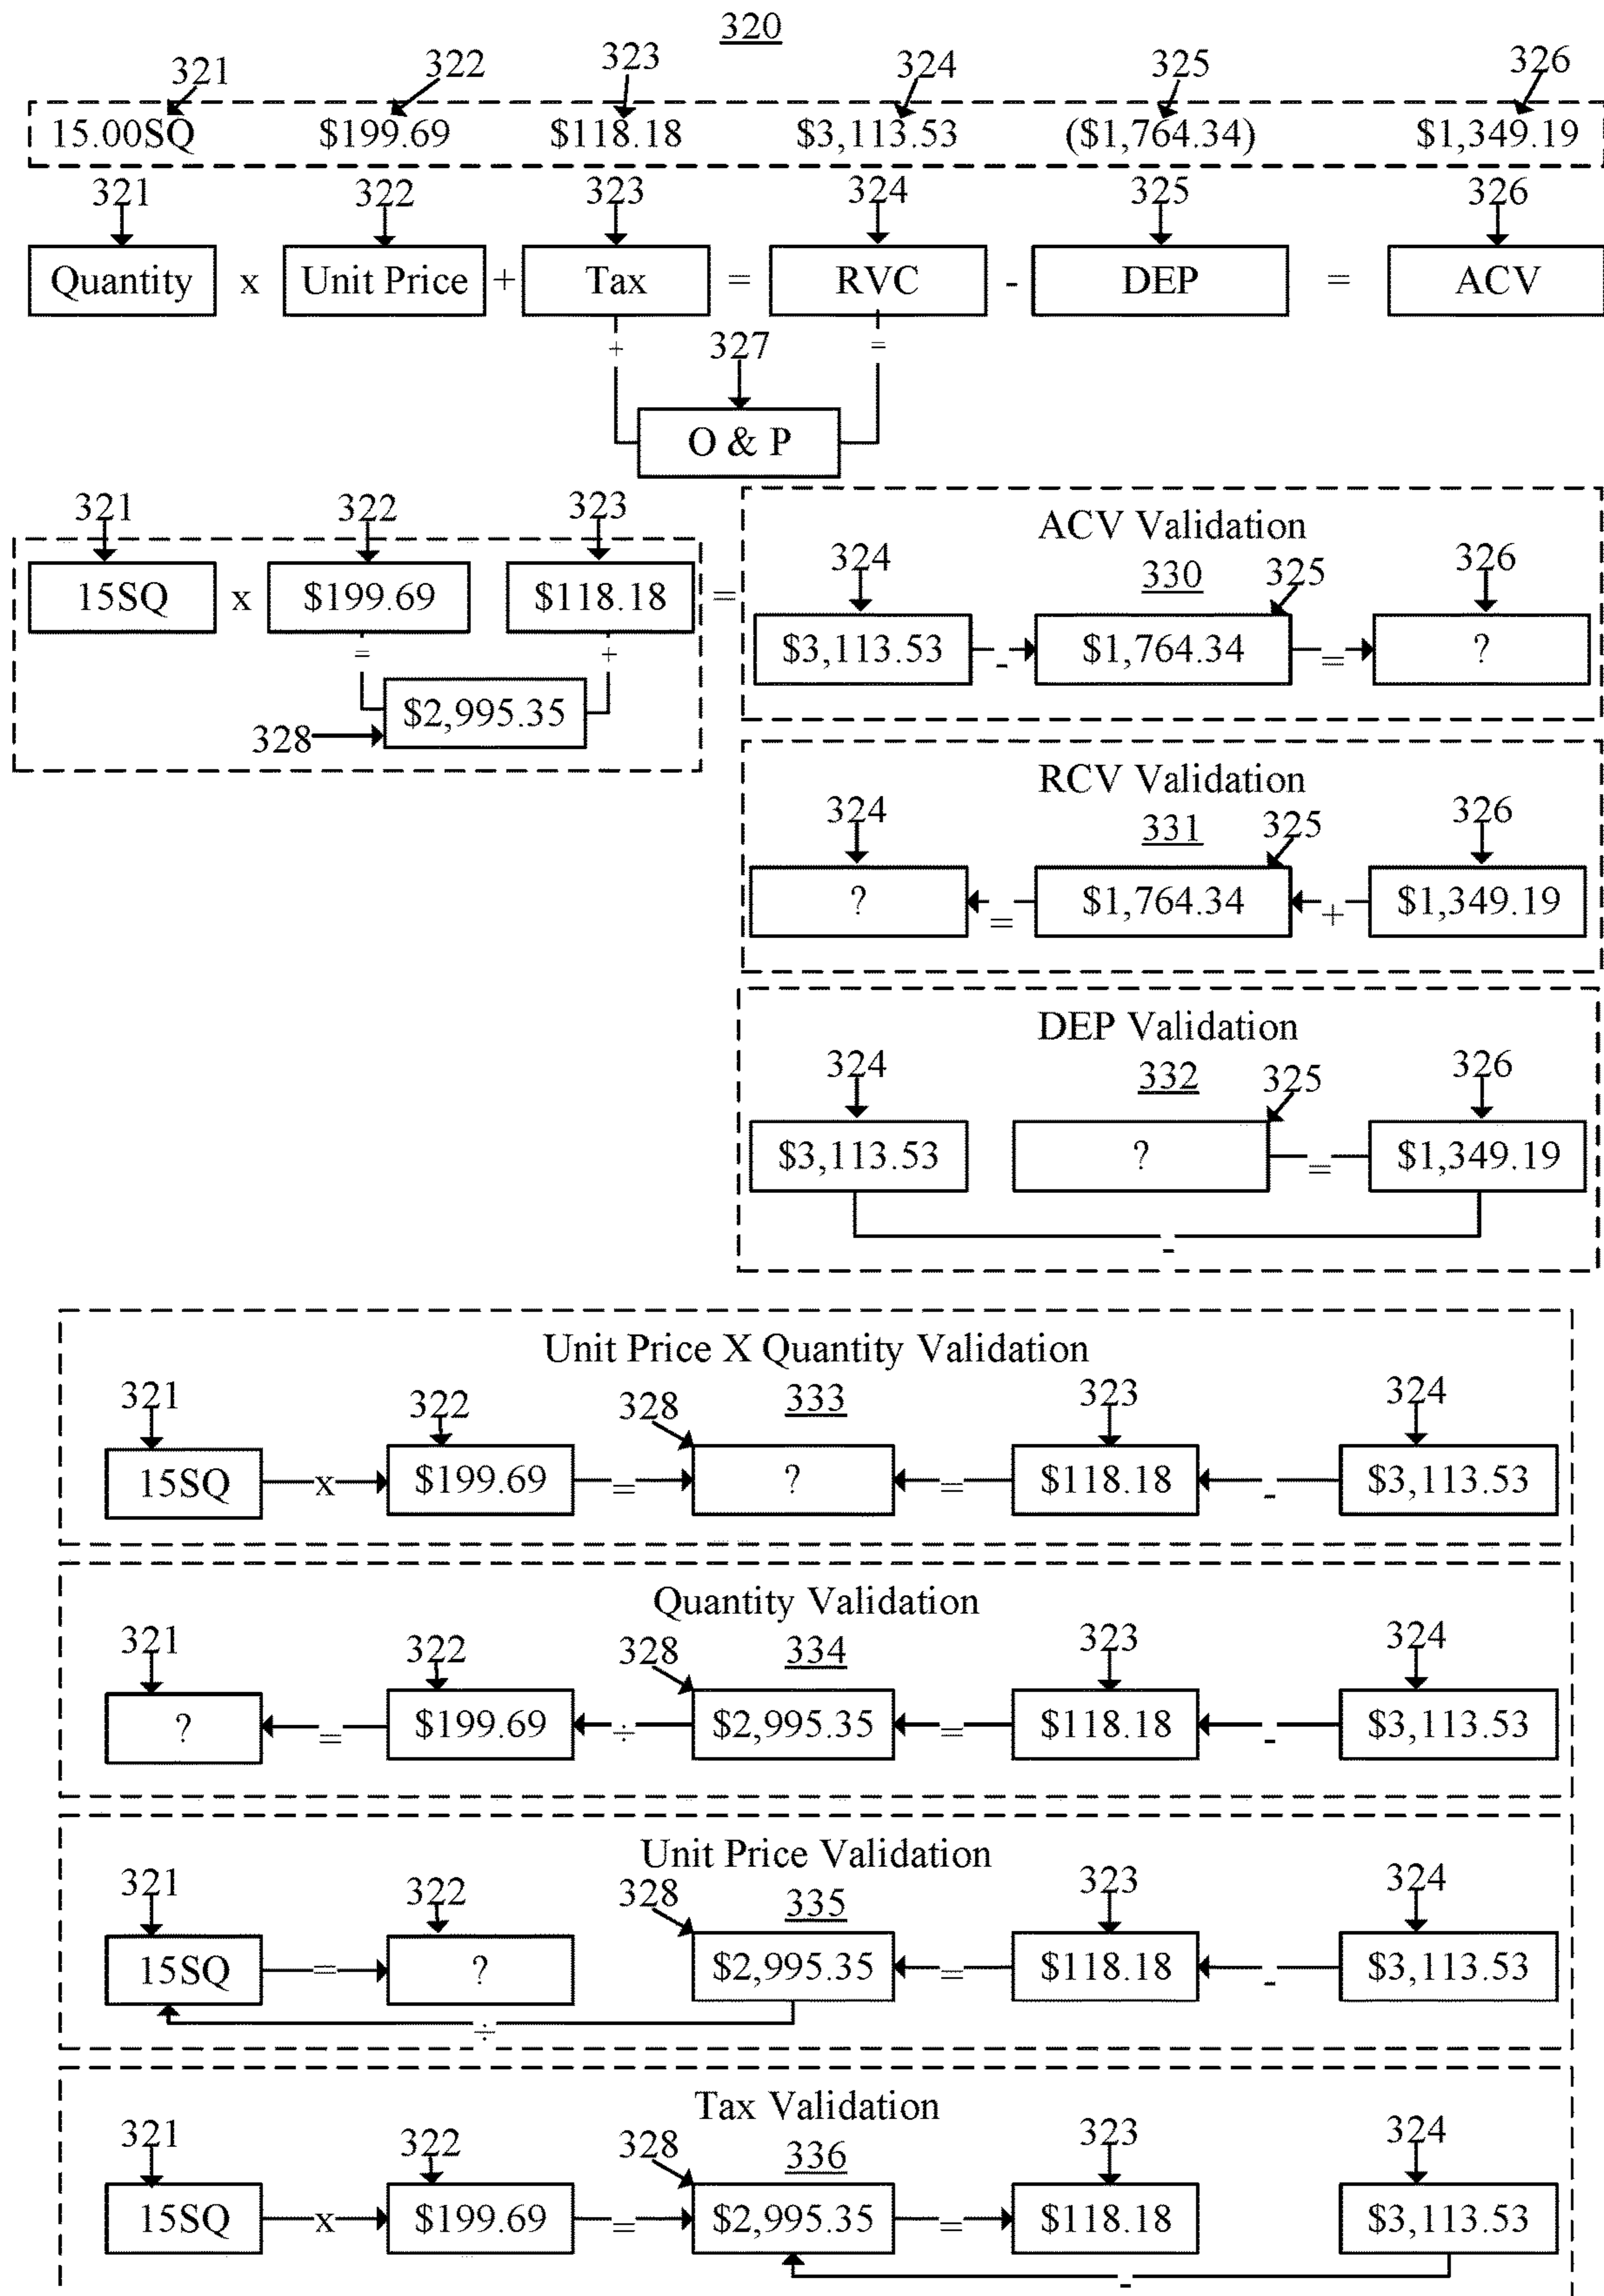 320
321 322 323 324 325 326
15.00SQ $199.69 $118.18 $3,113.53 ($1,764.34) $1,349.19
321 322 323 324 325 326
Quantity x Unit Price + Tax = RVC - DEP = ACV
+ 327 =
O & P
321 322 323
15SQ x $199.69 $118.18 =
= +
$2,995.35
328
ACV Validation
324 330 325 326
$3,113.53 - $1,764.34 = ?
RCV Validation
324 331 325 326
? = $1,764.34 + $1,349.19
DEP Validation
324 332 325 326
$3,113.53 ? = $1,349.19
-
Unit Price X Quantity Validation
321 322 328 333 323 324
15SQ x $199.69 = ? = $118.18 - $3,113.53
Quantity Validation
321 322 328 334 323 324
? = $199.69 ÷ $2,995.35 = $118.18 - $3,113.53
Unit Price Validation
321 322 328 335 323 324
15SQ = ? $2,995.35 = $118.18 - $3,113.53
÷
Tax Validation
321 322 328 336 323 324
15SQ x $199.69 = $2,995.35 = $118.18 $3,113.53
-